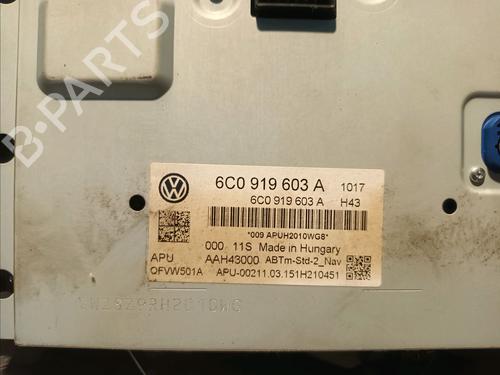 B-PARTS
6C0 919 603 A 1017
6C0 919 603 A H43
*009 APUH2010WG8*
000 11S Made in Hungary
APU AAH43000 ABTm-Std-2_Nav
QFVW501A APU-00211.03.151H210451